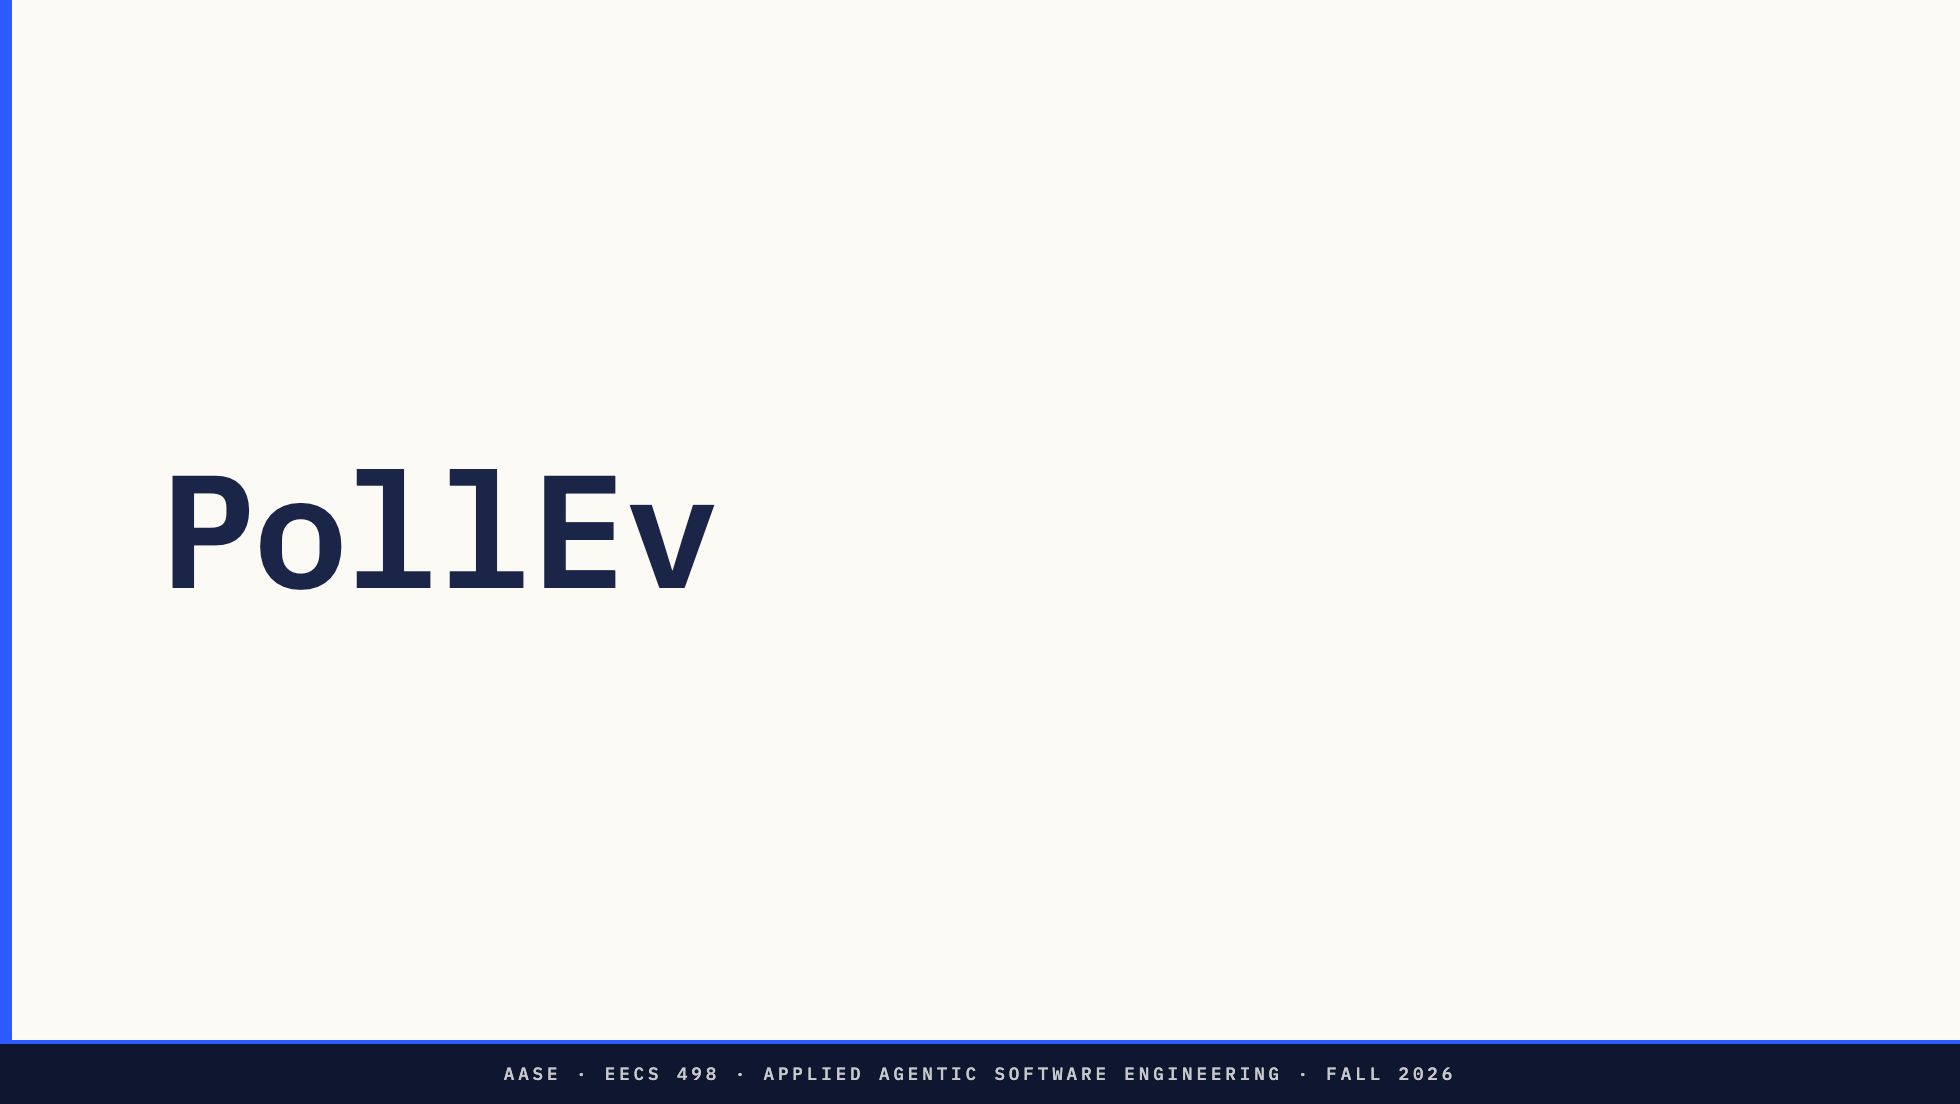 PollEv
AASE · EECS 498 · APPLIED AGENTIC SOFTWARE ENGINEERING · FALL 2026